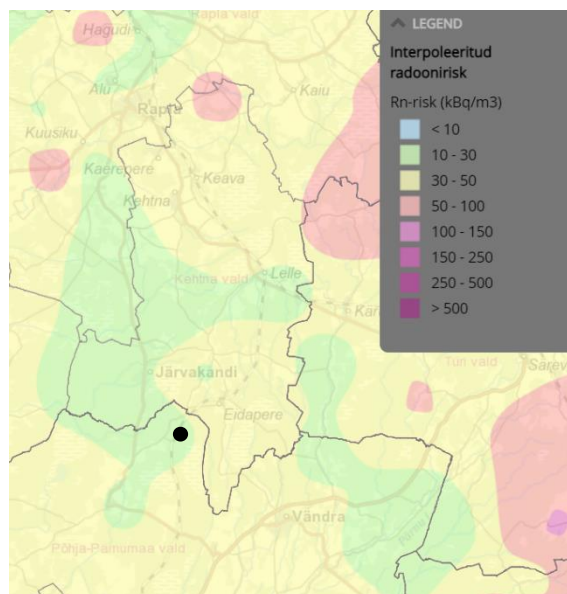 Rapla vald
Hagudi
Alu
Kaiu
Rapla
Kuusiku
Kaerepere
Keava
Kehtna
Kehtna vald
Lelle
Kär
Türi vald
Särev
Järvakandi
Eidapere
Vändra
Pärnu
Põhja-Pärnumaa vald
LEGEND
Interpoleeritud
radoonirisk
Rn-risk (kBq/m3)
< 10
10 - 30
30 - 50
50 - 100
100 - 150
150 - 250
250 - 500
> 500